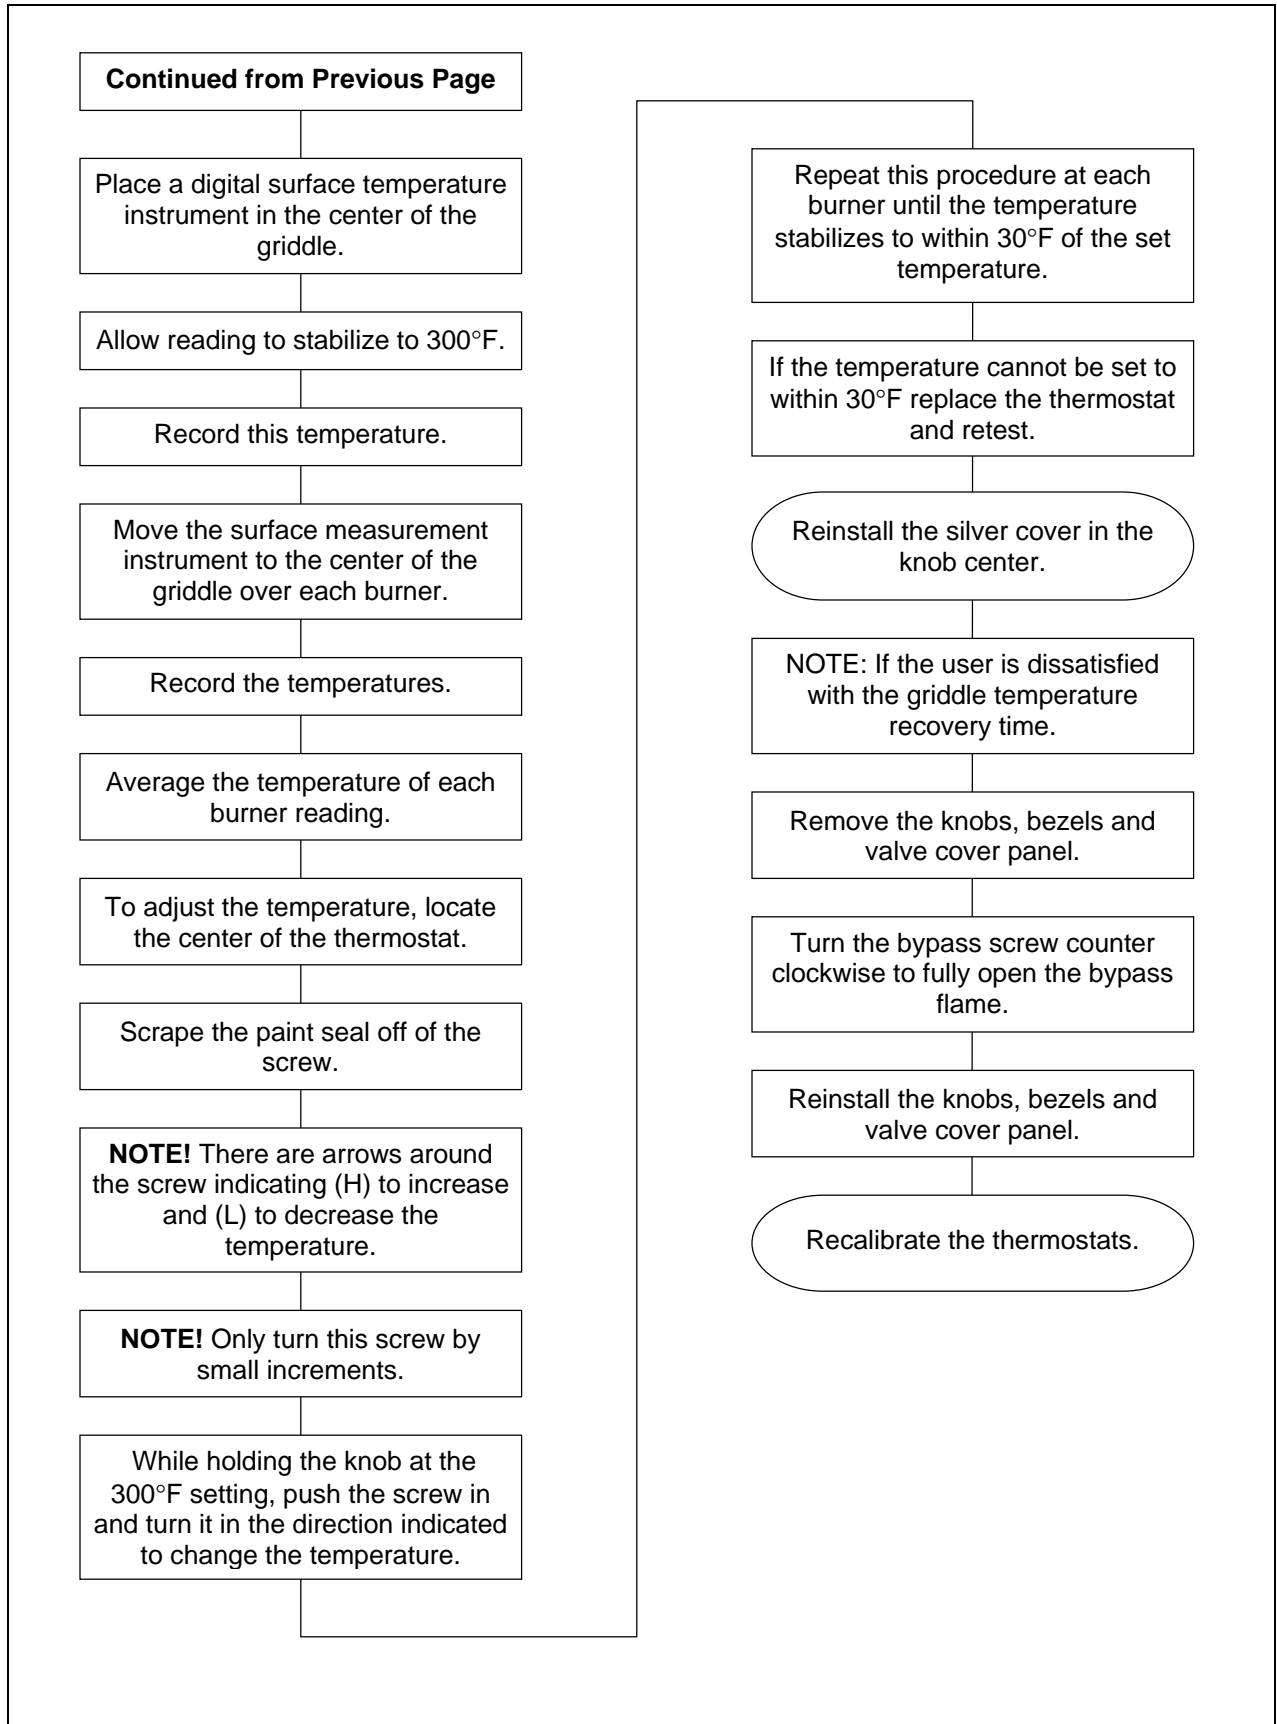 Continued from Previous Page
Place a digital surface temperature
instrument in the center of the
griddle.
Allow reading to stabilize to 300°F.
Record this temperature.
Move the surface measurement
instrument to the center of the
griddle over each burner.
Record the temperatures.
Average the temperature of each
burner reading.
To adjust the temperature, locate
the center of the thermostat.
Scrape the paint seal off of the
screw.
NOTE! There are arrows around
the screw indicating (H) to increase
and (L) to decrease the
temperature.
NOTE! Only turn this screw by
small increments.
While holding the knob at the
300°F setting, push the screw in
and turn it in the direction indicated
to change the temperature.
Repeat this procedure at each
burner until the temperature
stabilizes to within 30°F of the set
temperature.
If the temperature cannot be set to
within 30°F replace the thermostat
and retest.
Reinstall the silver cover in the
knob center.
NOTE: If the user is dissatisfied
with the griddle temperature
recovery time.
Remove the knobs, bezels and
valve cover panel.
Turn the bypass screw counter
clockwise to fully open the bypass
flame.
Reinstall the knobs, bezels and
valve cover panel.
Recalibrate the thermostats.